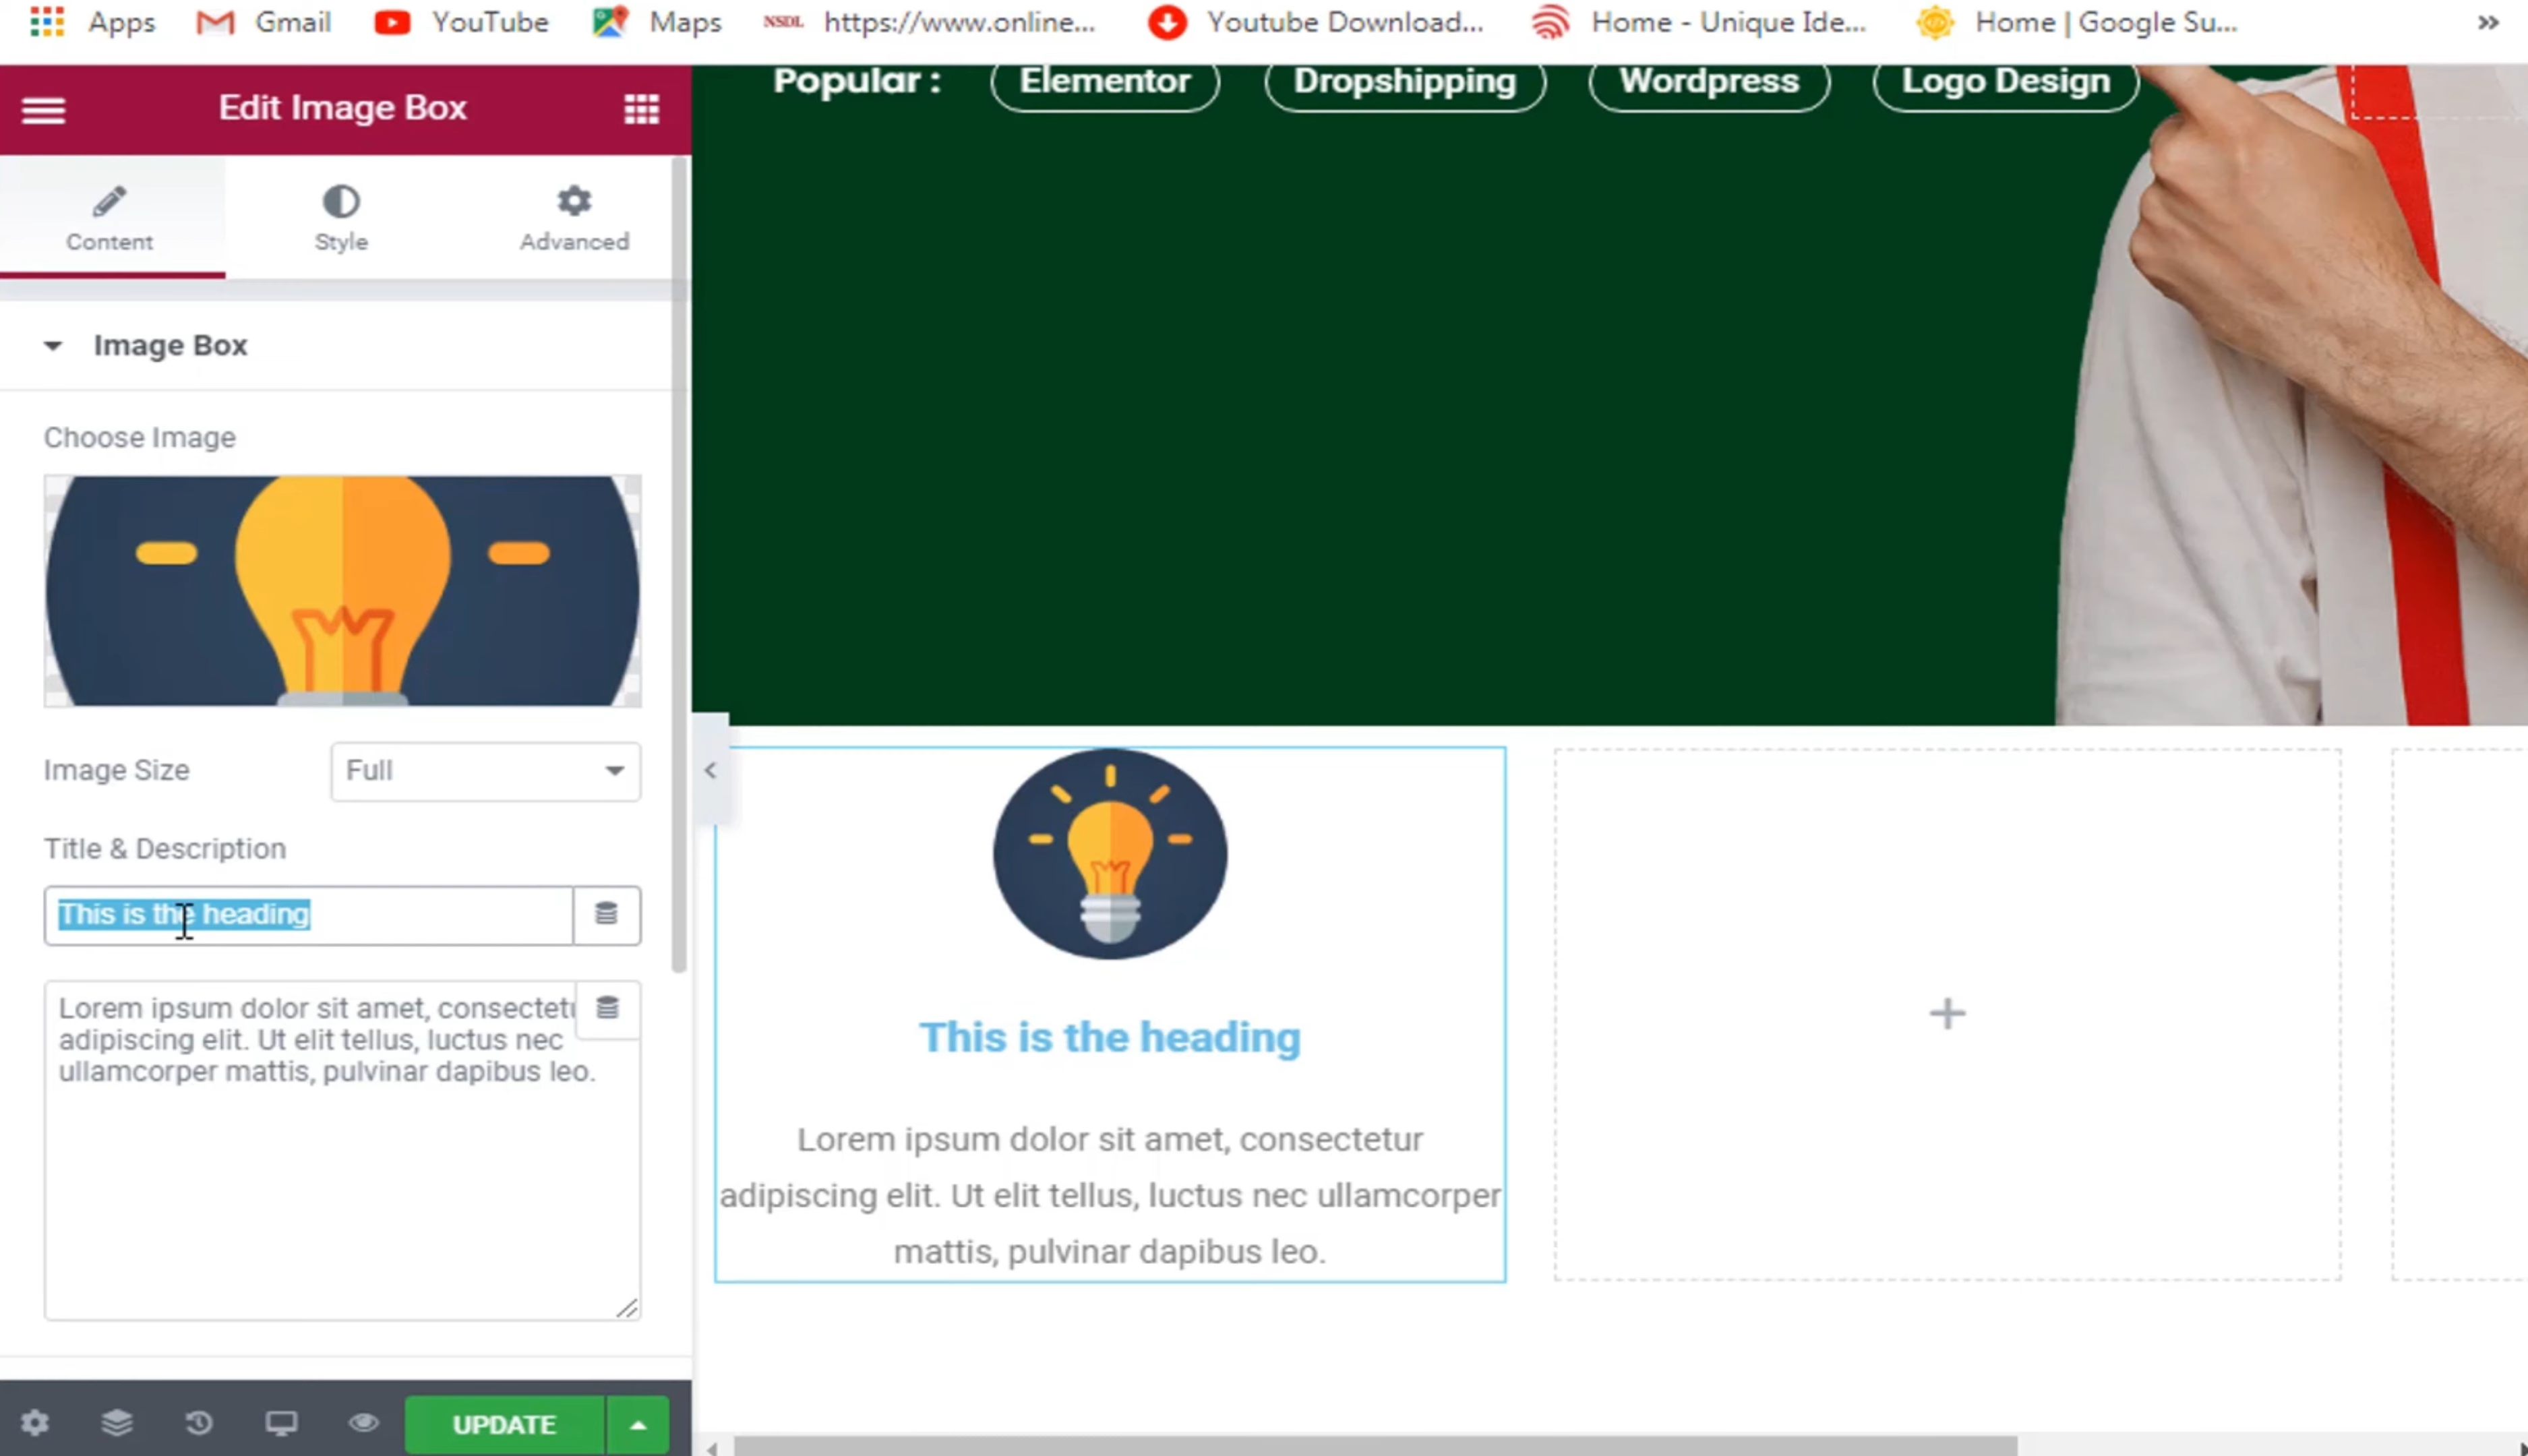 Apps Gmail YouTube Maps NSDL https://www.online... Youtube Download... Home - Unique Ide... Home | Google Su... »
Edit Image Box
Popular : Elementor Dropshipping Wordpress Logo Design
Content Style Advanced
Image Box
Choose Image
Image Size Full
Title & Description
This is the heading
Lorem ipsum dolor sit amet, consectetu
adipiscing elit. Ut elit tellus, luctus nec
ullamcorper mattis, pulvinar dapibus leo.
UPDATE
This is the heading
Lorem ipsum dolor sit amet, consectetur
adipiscing elit. Ut elit tellus, luctus nec ullamcorper
mattis, pulvinar dapibus leo.